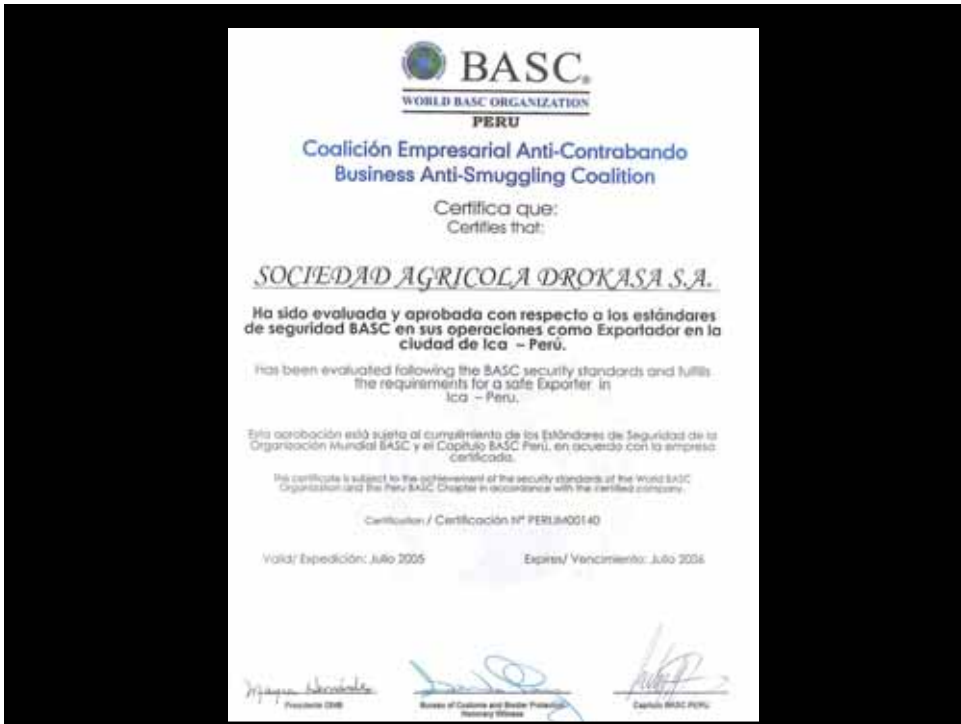 BASC®
WORLD BASC ORGANIZATION
PERU
Coalición Empresarial Anti-Contrabando
Business Anti-Smuggling Coalition
Certifica que:
Certifies that:
SOCIEDAD AGRICOLA DROKASA S.A.
Ha sido evaluada y aprobada con respecto a los estándares
de seguridad BASC en sus operaciones como Exportador en la
ciudad de Ica – Perú.
Has been evaluated following the BASC security standards and fulfills
the requirements for a safe Exporter in
Ica – Peru.
Esta aprobación está sujeta al cumplimiento de los Estándares de Seguridad de la
Organización Mundial BASC y el Capítulo BASC Perú, en acuerdo con la empresa
certificada.
This certificate is subject to the achievement of the security standards of the World BASC
Organization and the Peru BASC Chapter in accordance with the certified company.
Certification / Certificación Nº
Valid/ Expedición: Julio 2005
Expires/ Vencimiento: Julio 2006
Presidente
Bureau of Customs and Border Protection
Honorary Witness
Capítulo BASC PERU